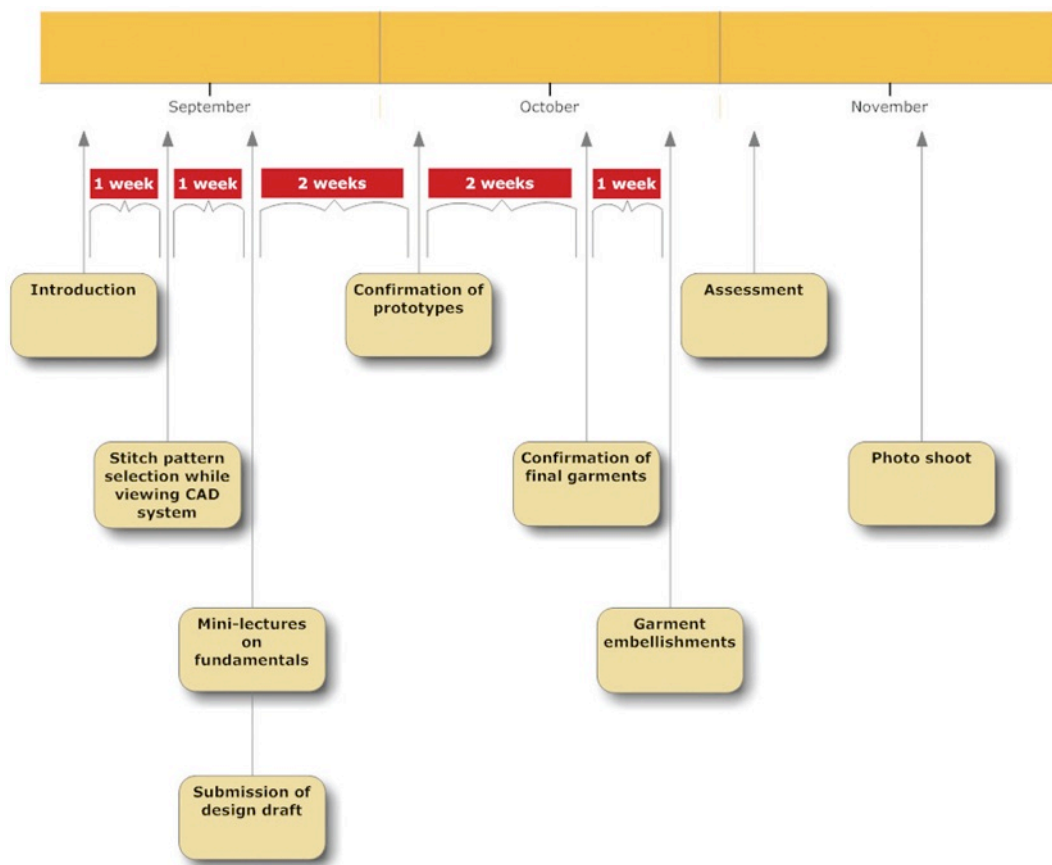 September
October
November
1 week
1 week
2 weeks
2 weeks
1 week
Introduction
Confirmation of
prototypes
Assessment
Stitch pattern
selection while
viewing CAD
system
Confirmation of
final garments
Photo shoot
Mini-lectures
on
fundamentals
Garment
embellishments
Submission of
design draft